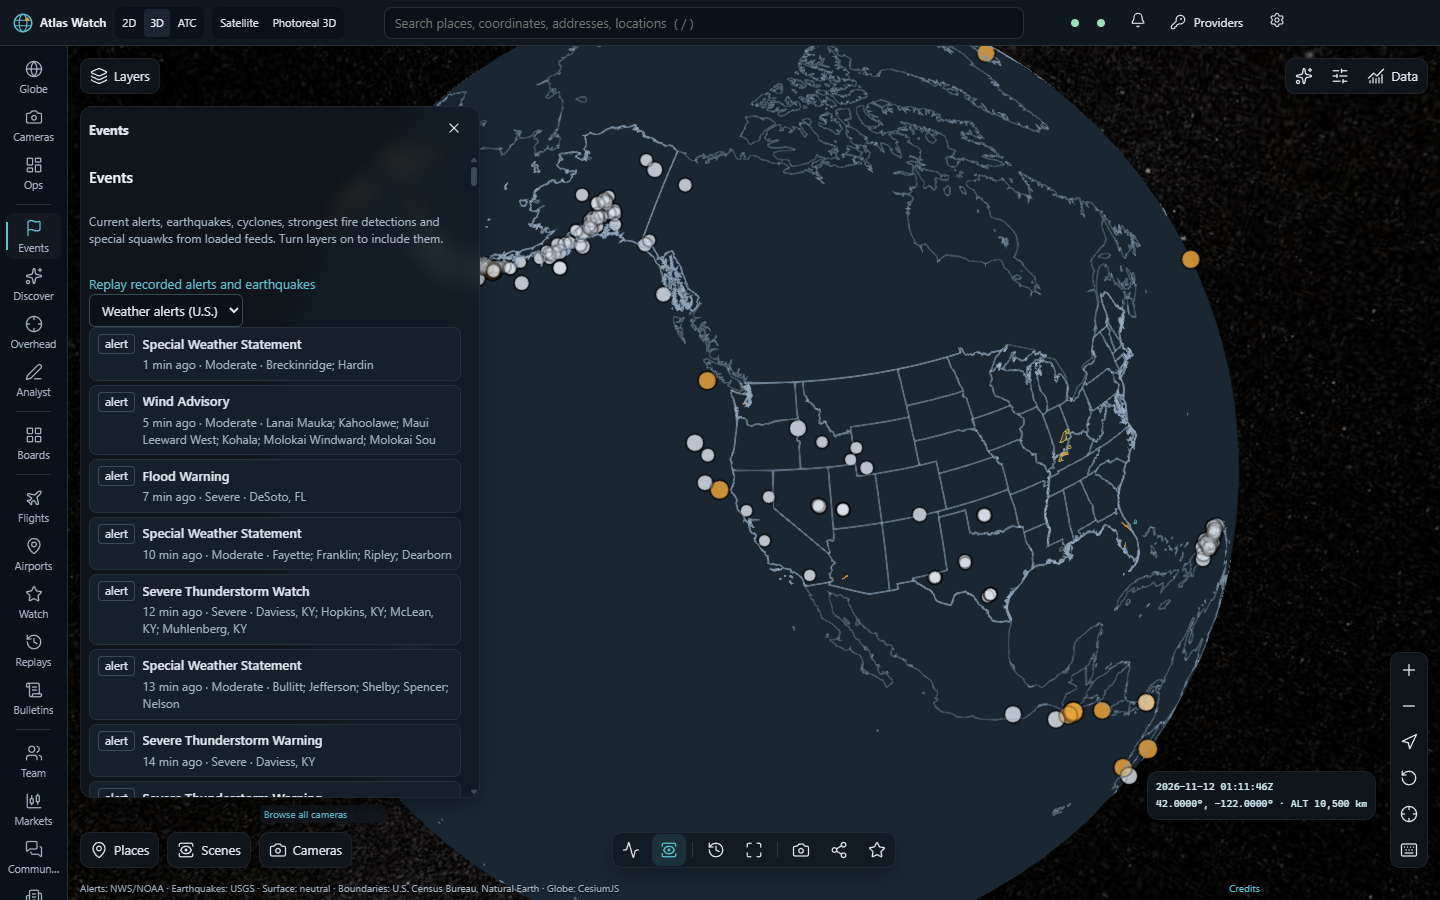 Atlas Watch
2D
3D
ATC
Satellite
Photoreal 3D
Search places, coordinates, addresses, locations ( / )
Providers
Globe
Cameras
Ops
Events
Discover
Overhead
Analyst
Boards
Flights
Airports
Watch
Replays
Bulletins
Team
Markets
Commun...
Layers
Data
Events
Events
Current alerts, earthquakes, cyclones, strongest fire detections and
special squawks from loaded feeds. Turn layers on to include them.
Replay recorded alerts and earthquakes
Weather alerts (U.S.)
alert Special Weather Statement
1 min ago · Moderate · Breckinridge; Hardin
alert Wind Advisory
5 min ago · Moderate · Lanai Mauka; Kahoolawe; Maui
Leeward West; Kohala; Molokai Windward; Molokai Sou
alert Flood Warning
7 min ago · Severe · DeSoto, FL
alert Special Weather Statement
10 min ago · Moderate · Fayette; Franklin; Ripley; Dearborn
alert Severe Thunderstorm Watch
12 min ago · Severe · Daviess, KY; Hopkins, KY; McLean,
KY; Muhlenberg, KY
alert Special Weather Statement
13 min ago · Moderate · Bullitt; Jefferson; Shelby; Spencer;
Nelson
alert Severe Thunderstorm Warning
14 min ago · Severe · Daviess, KY
alert Severe Thunderstorm Warning
Browse all cameras
Places
Scenes
Cameras
2026-11-12 01:11:46Z
42.0000°, -122.0000° · ALT 10,500 km
Alerts: NWS/NOAA · Earthquakes: USGS · Surface: neutral · Boundaries: U.S. Census Bureau, Natural Earth · Globe: CesiumJS
Credits